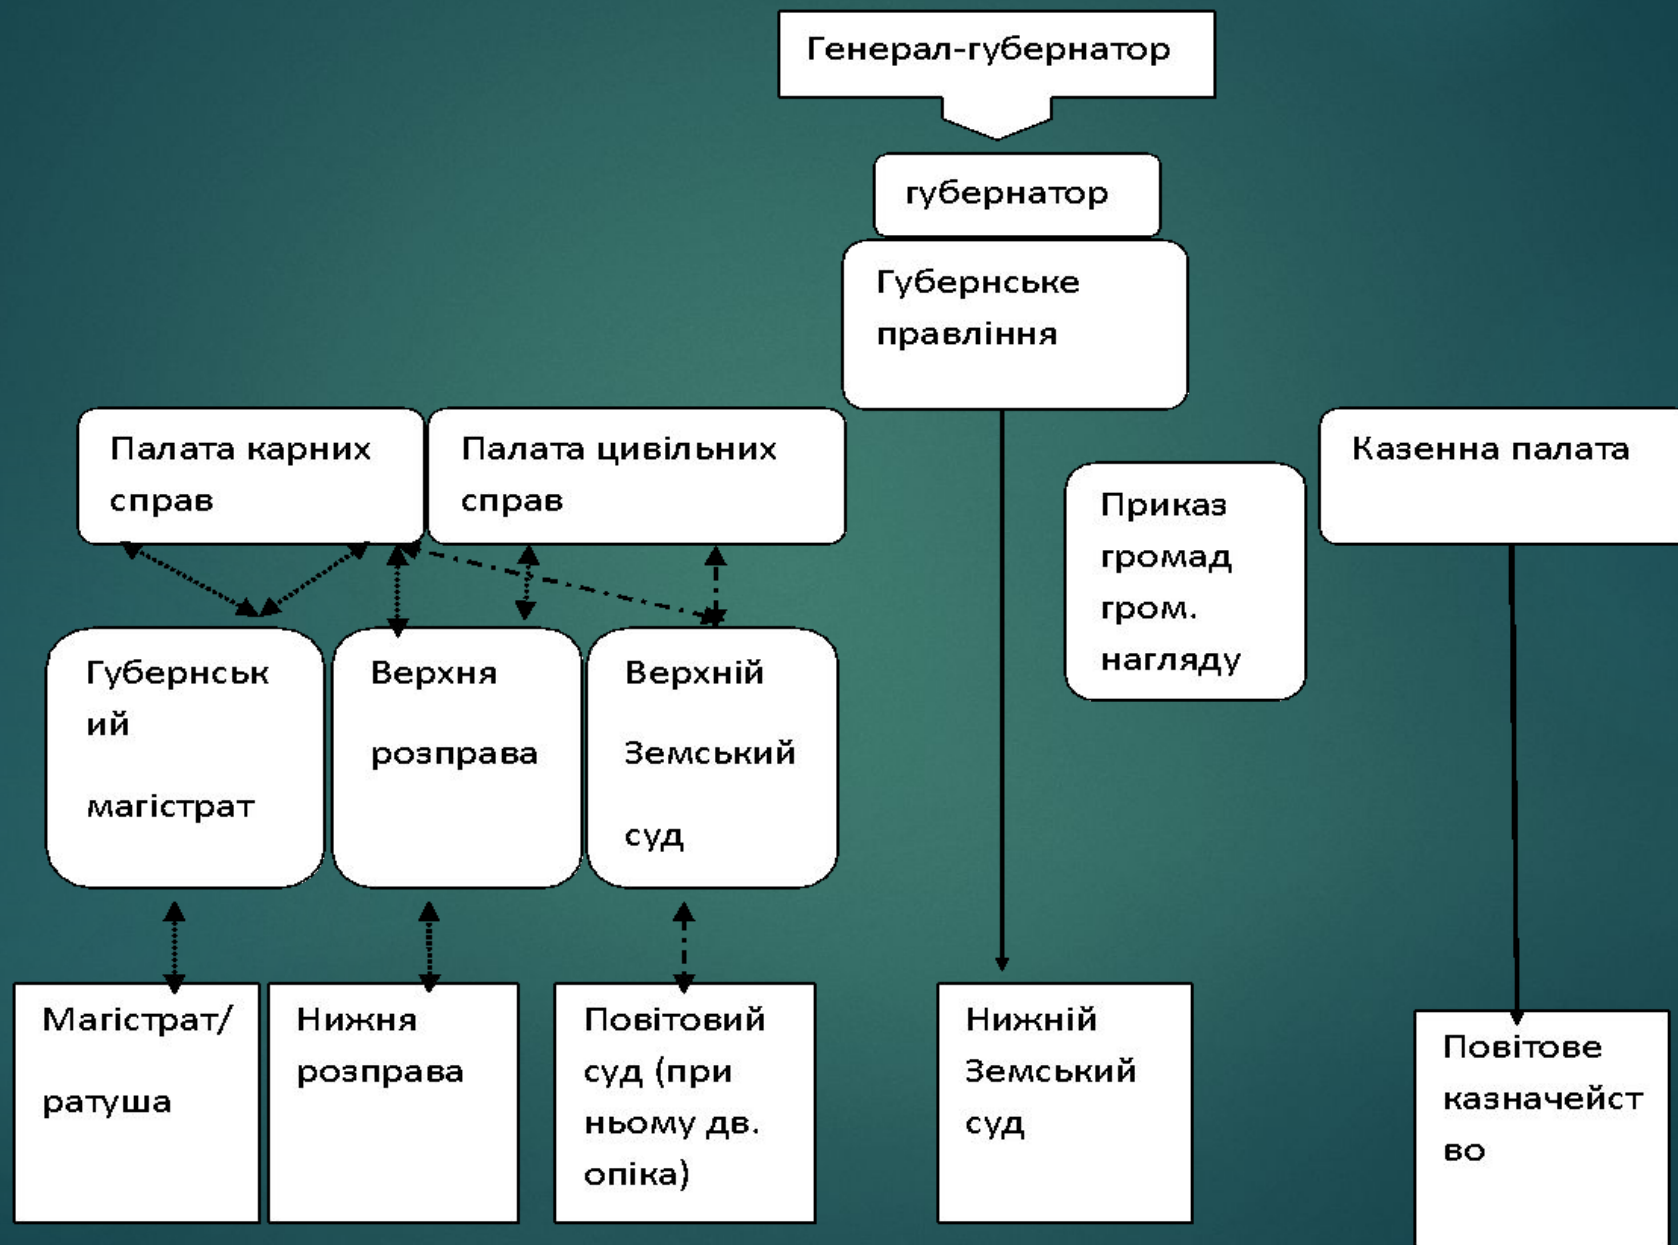 Генерал-губернатор
губернатор
Губернське
правління
Палата карних
справ
Палата цивільних
справ
Казенна палата
Приказ
громад
гром.
нагляду
Губернськ
ий
магістрат
Верхня
розправа
Верхній
Земський
суд
Магістрат/
ратуша
Нижня
розправа
Повітовий
суд (при
ньому дв.
опіка)
Нижній
Земський
суд
Повітове
казначейст
во